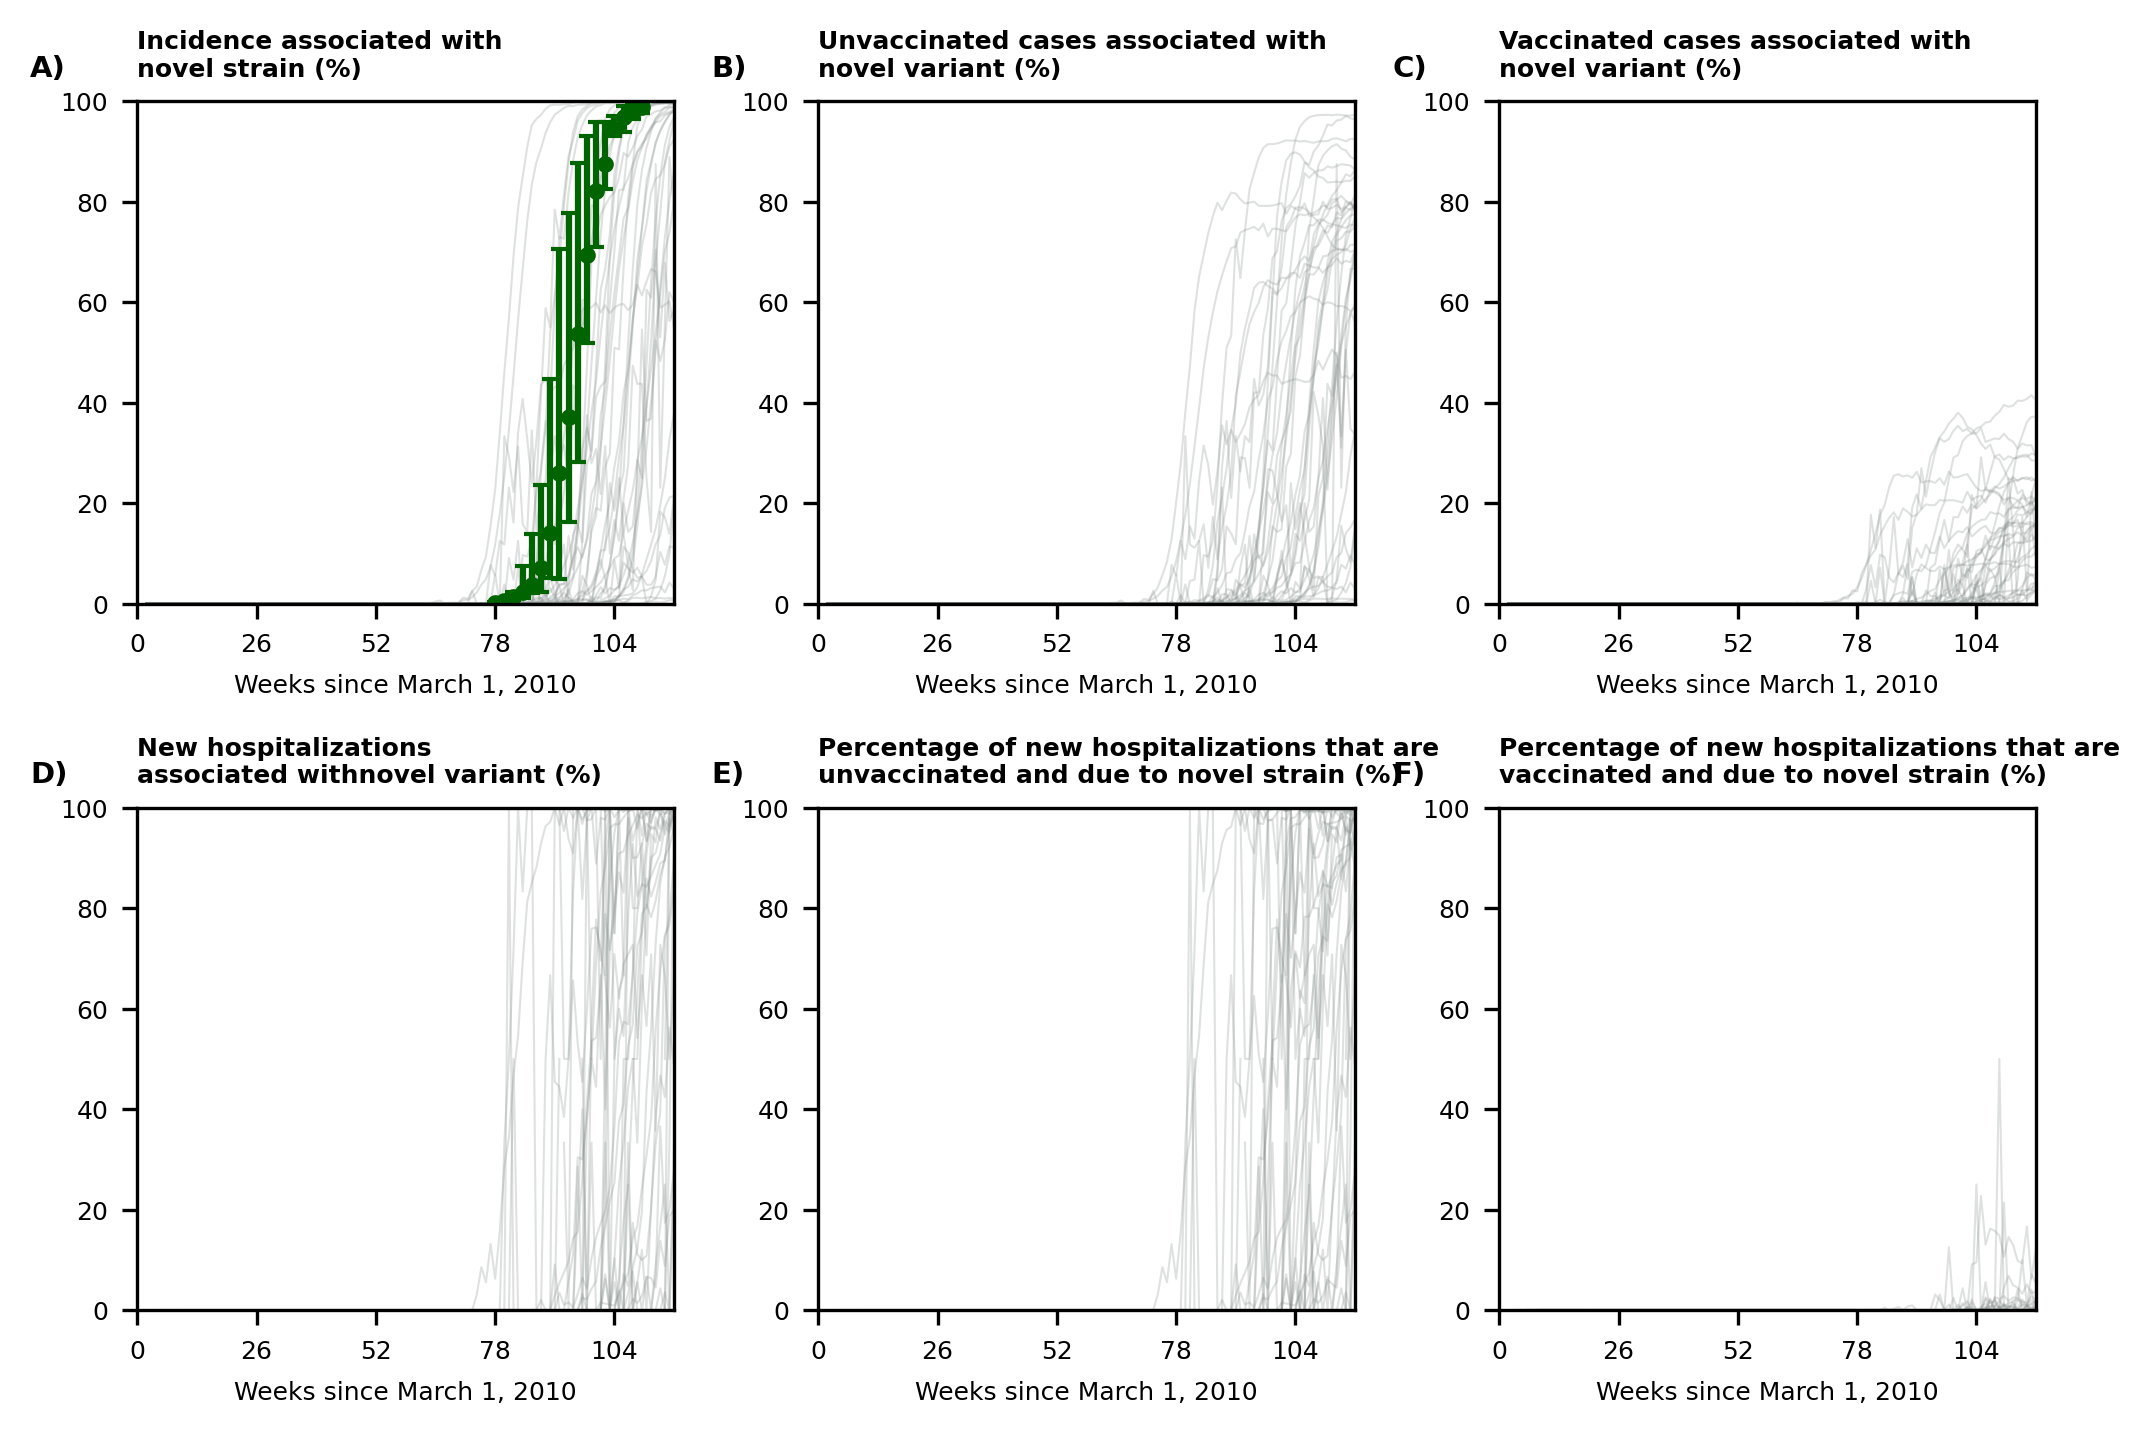 A)
Incidence associated with
novel strain (%)
100
80
60
40
20
0
0 26 52 78 104
Weeks since March 1, 2010
B)
Unvaccinated cases associated with
novel variant (%)
100
80
60
40
20
0
0 26 52 78 104
Weeks since March 1, 2010
C)
Vaccinated cases associated with
novel variant (%)
100
80
60
40
20
0
0 26 52 78 104
Weeks since March 1, 2010
D)
New hospitalizations
associated withnovel variant (%)
100
80
60
40
20
0
0 26 52 78 104
Weeks since March 1, 2010
E)
Percentage of new hospitalizations that are
unvaccinated and due to novel strain (%)
100
80
60
40
20
0
0 26 52 78 104
Weeks since March 1, 2010
F)
Percentage of new hospitalizations that are
vaccinated and due to novel strain (%)
100
80
60
40
20
0
0 26 52 78 104
Weeks since March 1, 2010